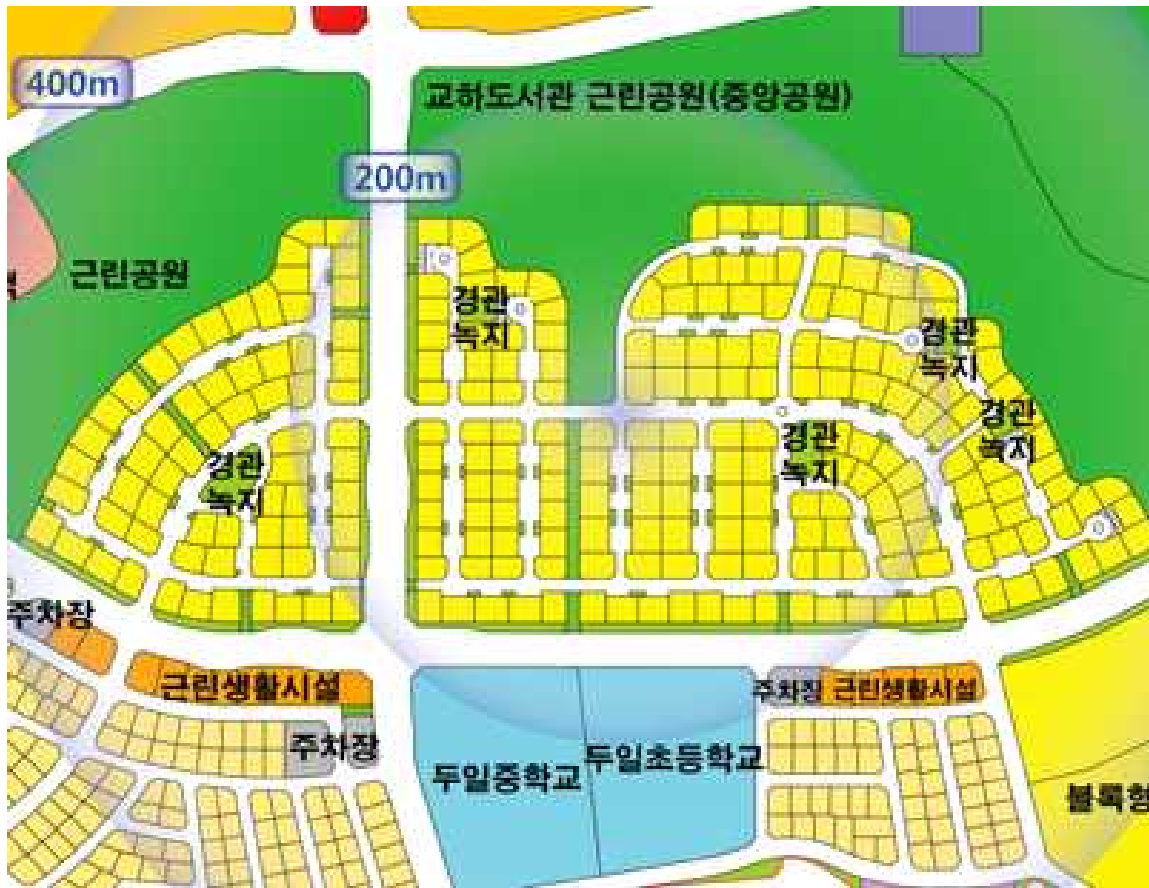 400m
교하도서관 근린공원(중앙공원)
200m
근린공원
경관
녹지
경관
녹지
경관
녹지
경관
녹지
경관
녹지
주차장
근린생활시설
주차장
근린생활시설
주차장
두일중학교
두일초등학교
블록형